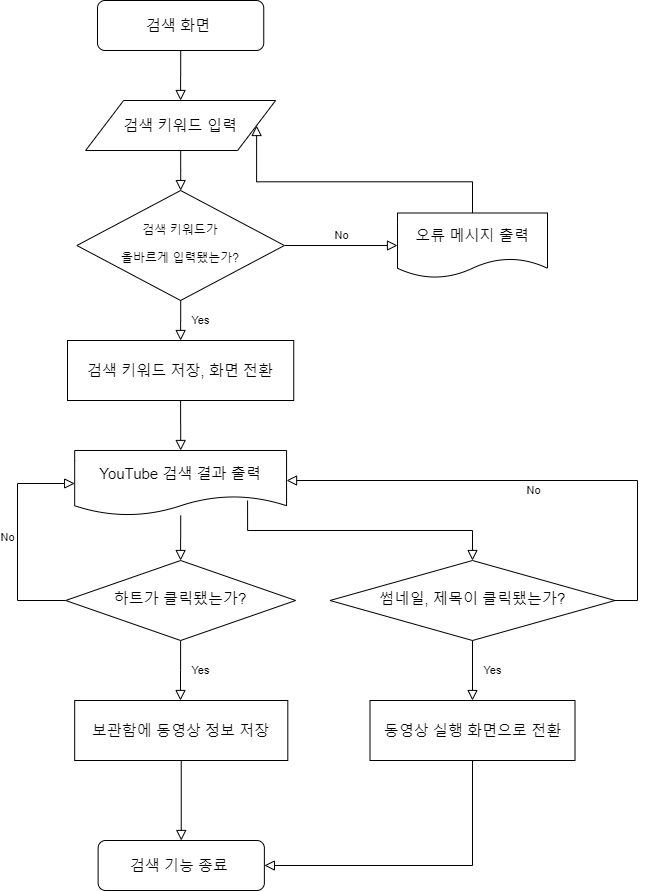 검색 화면
검색 키워드 입력
검색 키워드가
올바르게 입력됐는가?
No
오류 메시지 출력
Yes
검색 키워드 저장, 화면 전환
YouTube 검색 결과 출력
No
No
하트가 클릭됐는가?
썸네일, 제목이 클릭됐는가?
Yes
Yes
보관함에 동영상 정보 저장
동영상 실행 화면으로 전환
검색 기능 종료